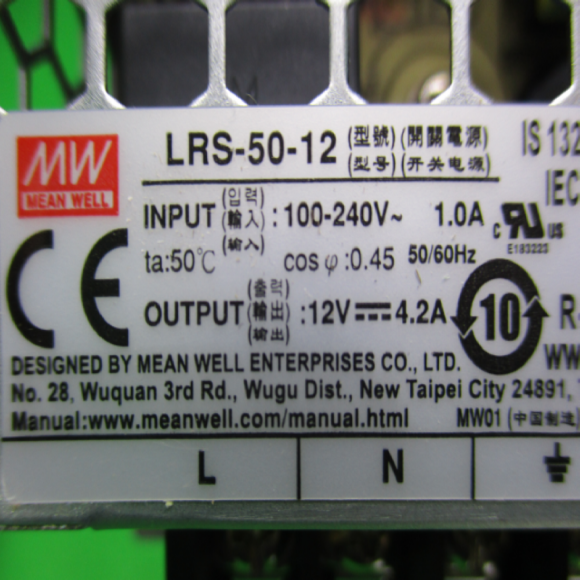 MW
MEAN WELL
LRS-50-12 (型號)(開關電源)
(型号)(开关电源)
IS 132
IEC
INPUT (입력) (輸入) (输入) : 100-240V~ 1.0A
c RU us
E183223
ta:50℃ cos φ:0.45 50/60Hz
CE
OUTPUT (출력) (輸出) (输出) :12V⎓4.2A
10
R-
DESIGNED BY MEAN WELL ENTERPRISES CO., LTD.
WW
No. 28, Wuquan 3rd Rd., Wugu Dist., New Taipei City 24891,
Manual:www.meanwell.com/manual.html MW01 (中国制造)
L N